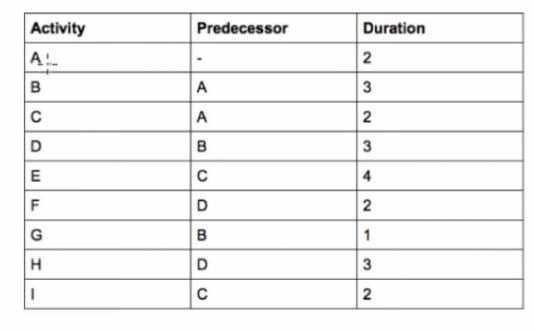 Activity Predecessor Duration
A - 2
B A 3
C A 2
D B 3
E C 4
F D 2
G B 1
H D 3
I C 2